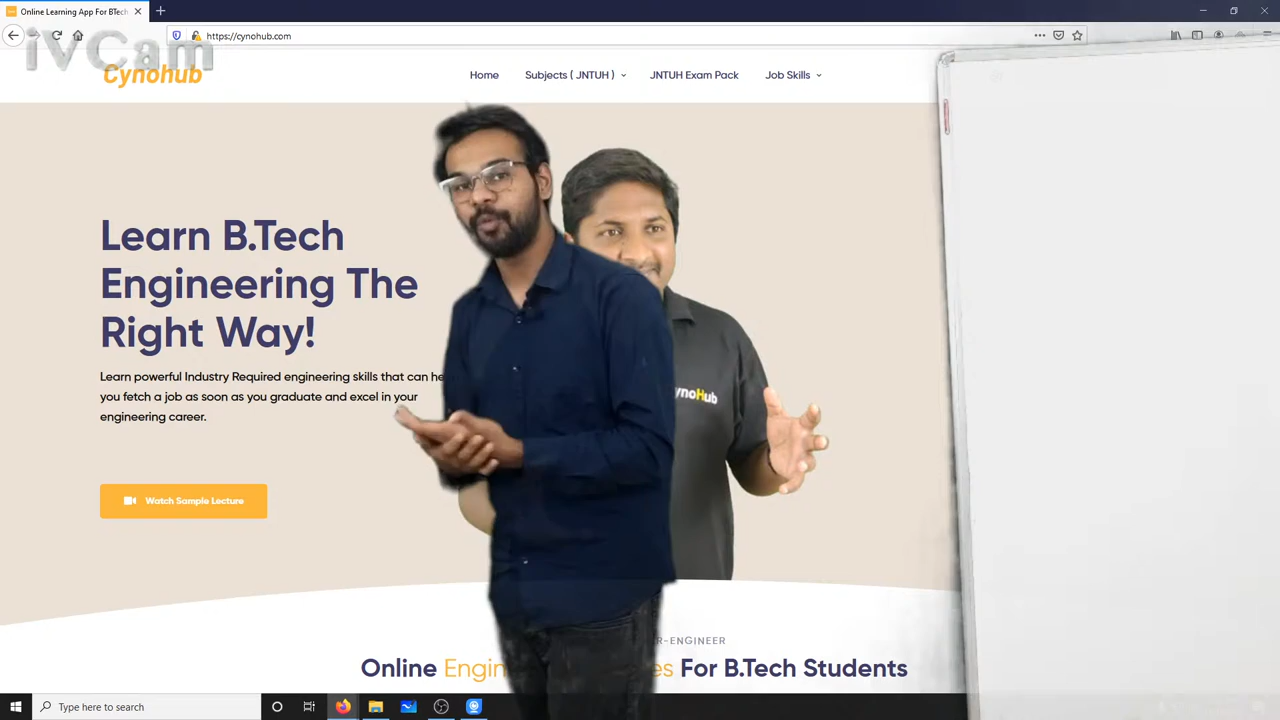 Online Learning App For BTech
https://cynohub.com
iVCam
Cynohub
Home
Subjects ( JNTUH )
JNTUH Exam Pack
Job Skills
Learn B.Tech
Engineering The
Right Way!
Learn powerful Industry Required engineering skills that can
you fetch a job as soon as you graduate and excel in your
engineering career.
Watch Sample Lecture
ynoHub
R-ENGINEER
Online Engin es For B.Tech Students
Type here to search